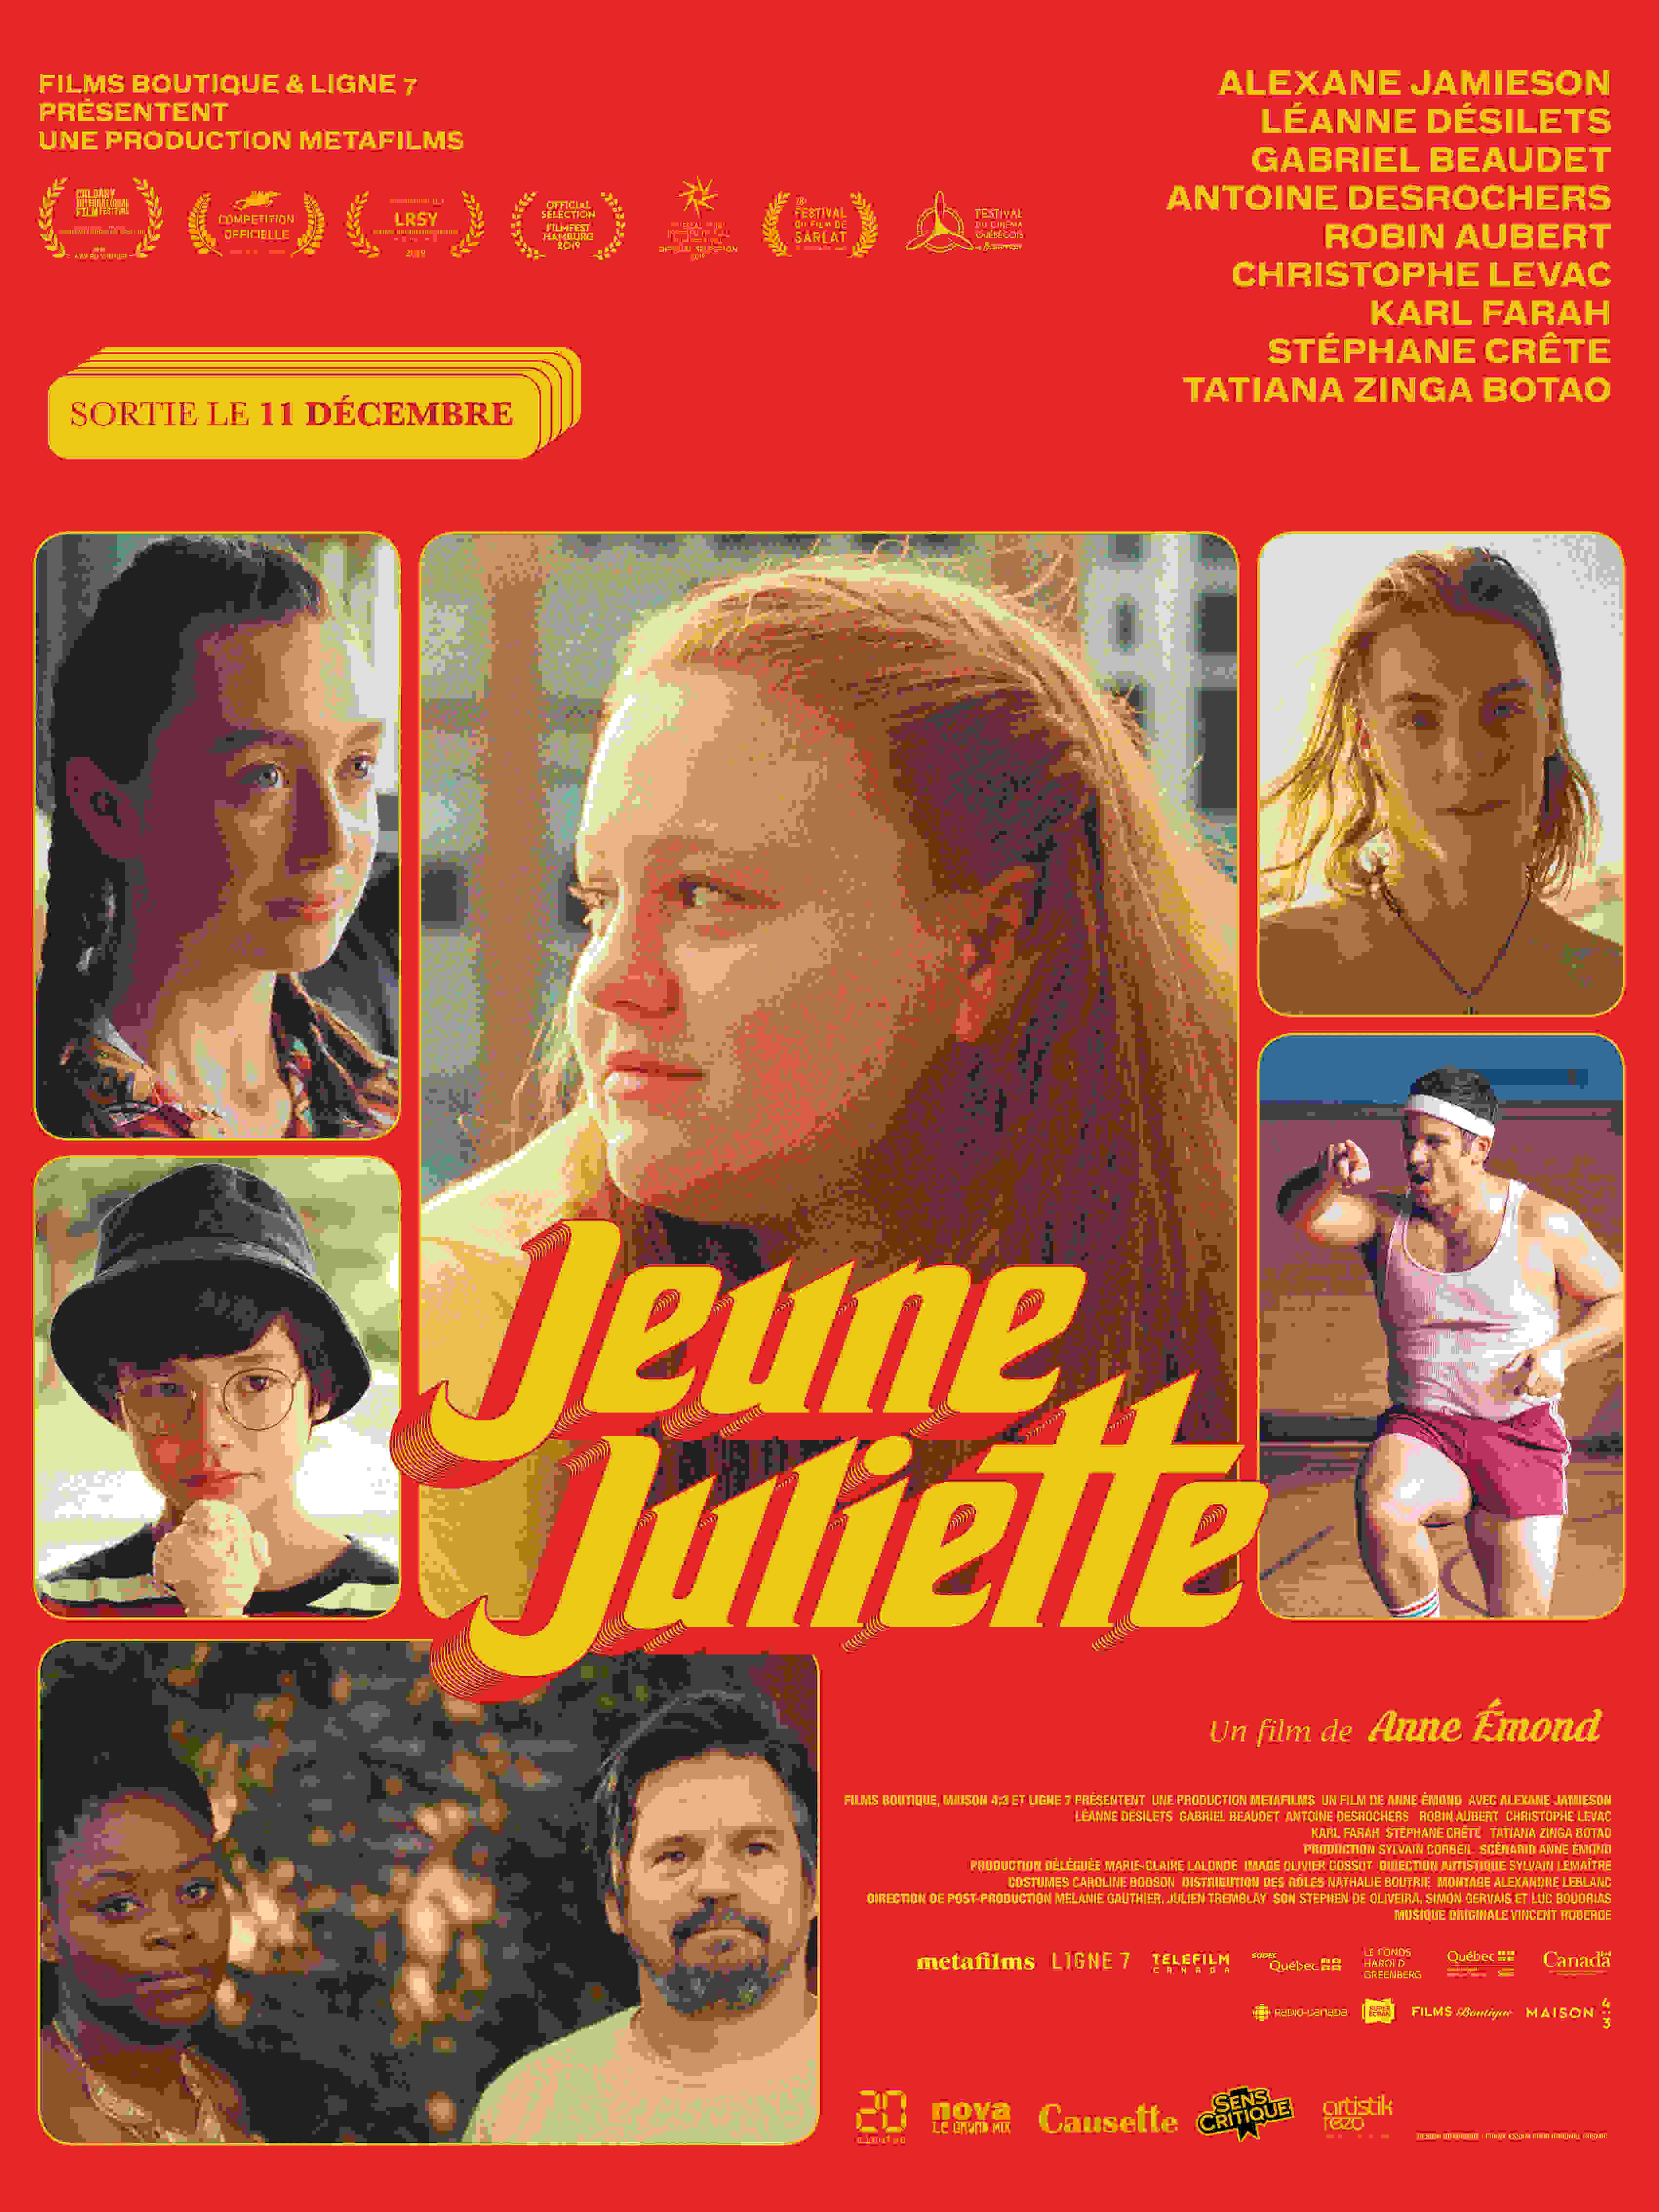 FILMS BOUTIQUE & LIGNE 7
PRÉSENTENT
UNE PRODUCTION METAFILMS
CALGARY
INTERNATIONAL
FILM FESTIVAL
COMPETITION
OFFICIELLE
LRSY
2019
OFFICIAL
SELECTION
FILMFEST
HAMBURG
2019
FESTIVAL
DU FILM DE
SARLAT
FESTIVAL
DU CINÉMA
QUÉBÉCOIS
ALEXANE JAMIESON
LÉANNE DÉSILETS
GABRIEL BEAUDET
ANTOINE DESROCHERS
ROBIN AUBERT
CHRISTOPHE LEVAC
KARL FARAH
STÉPHANE CRÊTE
TATIANA ZINGA BOTAO
SORTIE LE 11 DÉCEMBRE
Jeune
Juliette
Un film de Anne Émond
FILMS BOUTIQUE, MAISON 4:3 ET LIGNE 7 PRÉSENTENT UNE PRODUCTION METAFILMS UN FILM DE ANNE ÉMOND AVEC ALEXANE JAMIESON
LÉANNE DÉSILETS GABRIEL BEAUDET ANTOINE DESROCHERS ROBIN AUBERT CHRISTOPHE LEVAC
KARL FARAH STÉPHANE CRÊTE TATIANA ZINGA BOTAO
PRODUCTION SYLVAIN CORBEIL SCÉNARIO ANNE ÉMOND
PRODUCTION DÉLÉGUÉE MARIE-CLAIRE LALONDE IMAGE OLIVIER GOSSOT DIRECTION ARTISTIQUE SYLVAIN LEMAÎTRE
COSTUMES CAROLINE BODSON DISTRIBUTION DES RÔLES NATHALIE BOUTRIE MONTAGE ALEXANDRE LEBLANC
DIRECTION DE POST-PRODUCTION MELANIE GAUTHIER, JULIEN TREMBLAY SON STEPHEN DE OLIVEIRA, SIMON GERVAIS ET LUC BOUDRIAS
MUSIQUE ORIGINALE VINCENT ROBERGE
metafilms LIGNE 7 TELEFILM CANADA Québec LE FONDS HAROLD GREENBERG Québec Canada
RADIO-CANADA SUPER ÉCRAN FILMS Boutique MAISON 4:3
20 nova LE GRAND MIX Causette SENS CRITIQUE artistik rezo